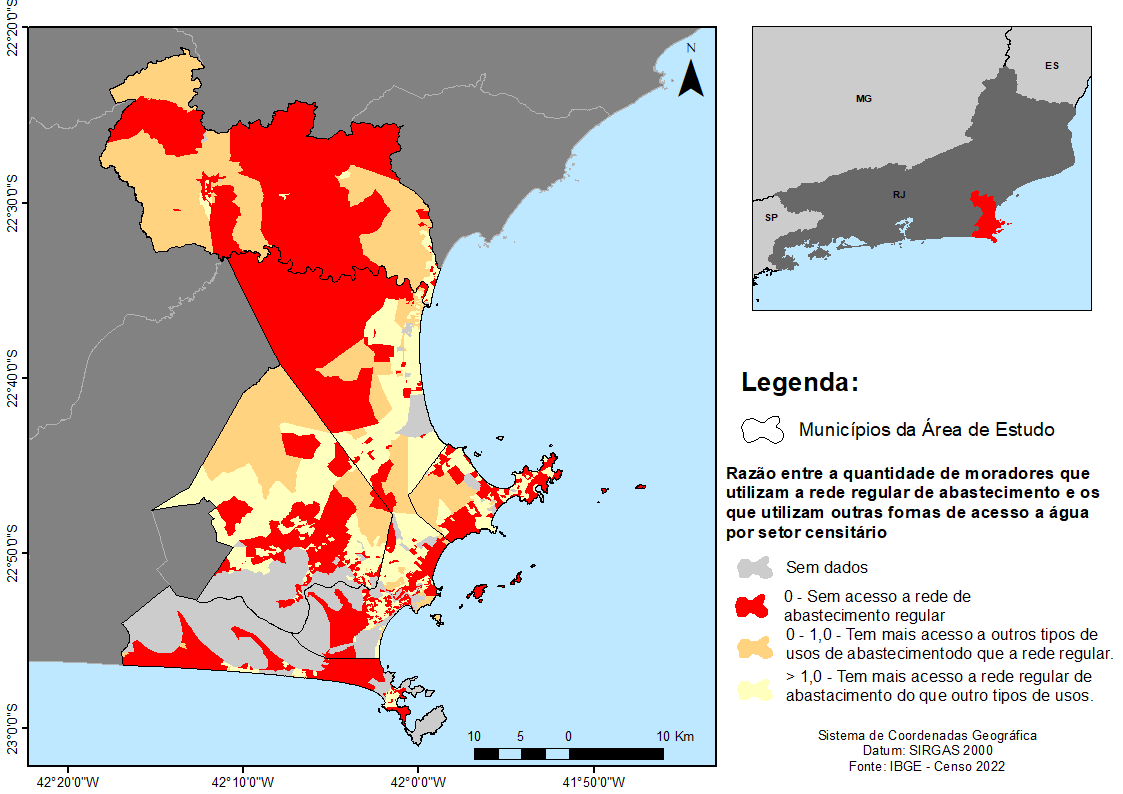 22°20'0"S
22°30'0"S
22°40'0"S
22°50'0"S
23°0'0"S
42°20'0"W
42°10'0"W
42°0'0"W
41°50'0"W
N
10
5
0
10 Km
MG
ES
RJ
SP
Legenda:
Municípios da Área de Estudo
Razão entre a quantidade de moradores que
utilizam a rede regular de abastecimento e os
que utilizam outras fornas de acesso a água
por setor censitário
Sem dados
0 - Sem acesso a rede de
abastecimento regular
0 - 1,0 - Tem mais acesso a outros tipos de
usos de abastecimentodo que a rede regular.
> 1,0 - Tem mais acesso a rede regular de
abastacimento do que outro tipos de usos.
Sistema de Coordenadas Geográfica
Datum: SIRGAS 2000
Fonte: IBGE - Censo 2022